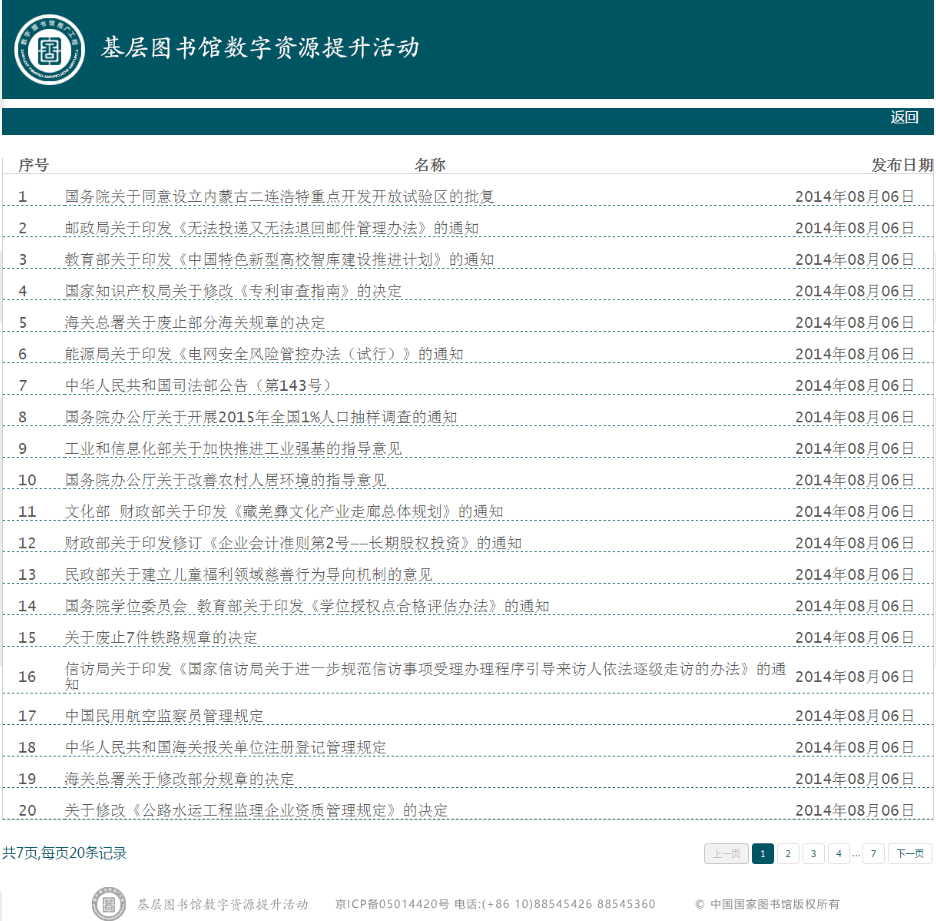 基层图书馆数字资源提升活动
返回
序号 名称 发布日期
1 国务院关于同意设立内蒙古二连浩特重点开发开放试验区的批复 2014年08月06日
2 邮政局关于印发《无法投递又无法退回邮件管理办法》的通知 2014年08月06日
3 教育部关于印发《中国特色新型高校智库建设推进计划》的通知 2014年08月06日
4 国家知识产权局关于修改《专利审查指南》的决定 2014年08月06日
5 海关总署关于废止部分海关规章的决定 2014年08月06日
6 能源局关于印发《电网安全风险管控办法（试行）》的通知 2014年08月06日
7 中华人民共和国司法部公告（第143号） 2014年08月06日
8 国务院办公厅关于开展2015年全国1%人口抽样调查的通知 2014年08月06日
9 工业和信息化部关于加快推进工业强基的指导意见 2014年08月06日
10 国务院办公厅关于改善农村人居环境的指导意见 2014年08月06日
11 文化部 财政部关于印发《藏羌彝文化产业走廊总体规划》的通知 2014年08月06日
12 财政部关于印发修订《企业会计准则第2号——长期股权投资》的通知 2014年08月06日
13 民政部关于建立儿童福利领域慈善行为导向机制的意见 2014年08月06日
14 国务院学位委员会 教育部关于印发《学位授权点合格评估办法》的通知 2014年08月06日
15 关于废止7件铁路规章的决定 2014年08月06日
16 信访局关于印发《国家信访局关于进一步规范信访事项受理办理程序引导来访人依法逐级走访的办法》的通
知 2014年08月06日
17 中国民用航空监察员管理规定 2014年08月06日
18 中华人民共和国海关报关单位注册登记管理规定 2014年08月06日
19 海关总署关于修改部分规章的决定 2014年08月06日
20 关于修改《公路水运工程监理企业资质管理规定》的决定 2014年08月06日
共7页,每页20条记录 上一页 1 2 3 4 ... 7 下一页
基层图书馆数字资源提升活动 京ICP备05014420号 电话:(+86 10)88545426 88545360 © 中国国家图书馆版权所有